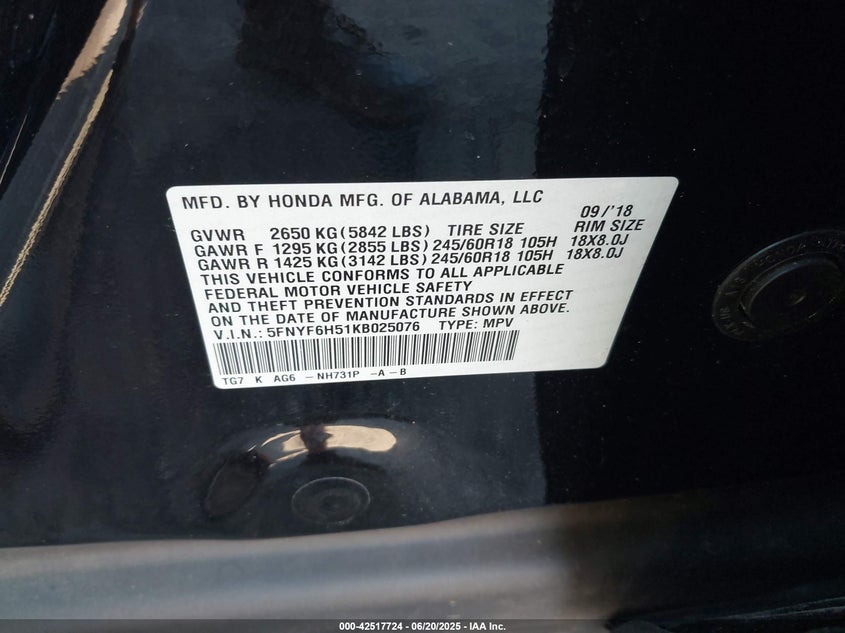 MFD. BY HONDA MFG. OF ALABAMA, LLC
09/'18
GVWR 2650 KG(5842 LBS) TIRE SIZE RIM SIZE
GAWR F 1295 KG(2855 LBS)245/60R18 105H 18X8.0J
GAWR R 1425 KG(3142 LBS)245/60R18 105H 18X8.0J
THIS VEHICLE CONFORMS TO ALL APPLICABLE
FEDERAL MOTOR VEHICLE SAFETY
AND THEFT PREVENTION STANDARDS IN EFFECT
ON THE DATE OF MANUFACTURE SHOWN ABOVE.
V.I.N.: 5FNYF6H51KB025076 TYPE: MPV
TG7 K AG6 -NH731P -A-B
000-42517724 | 06/20/2025 | IAA Inc.